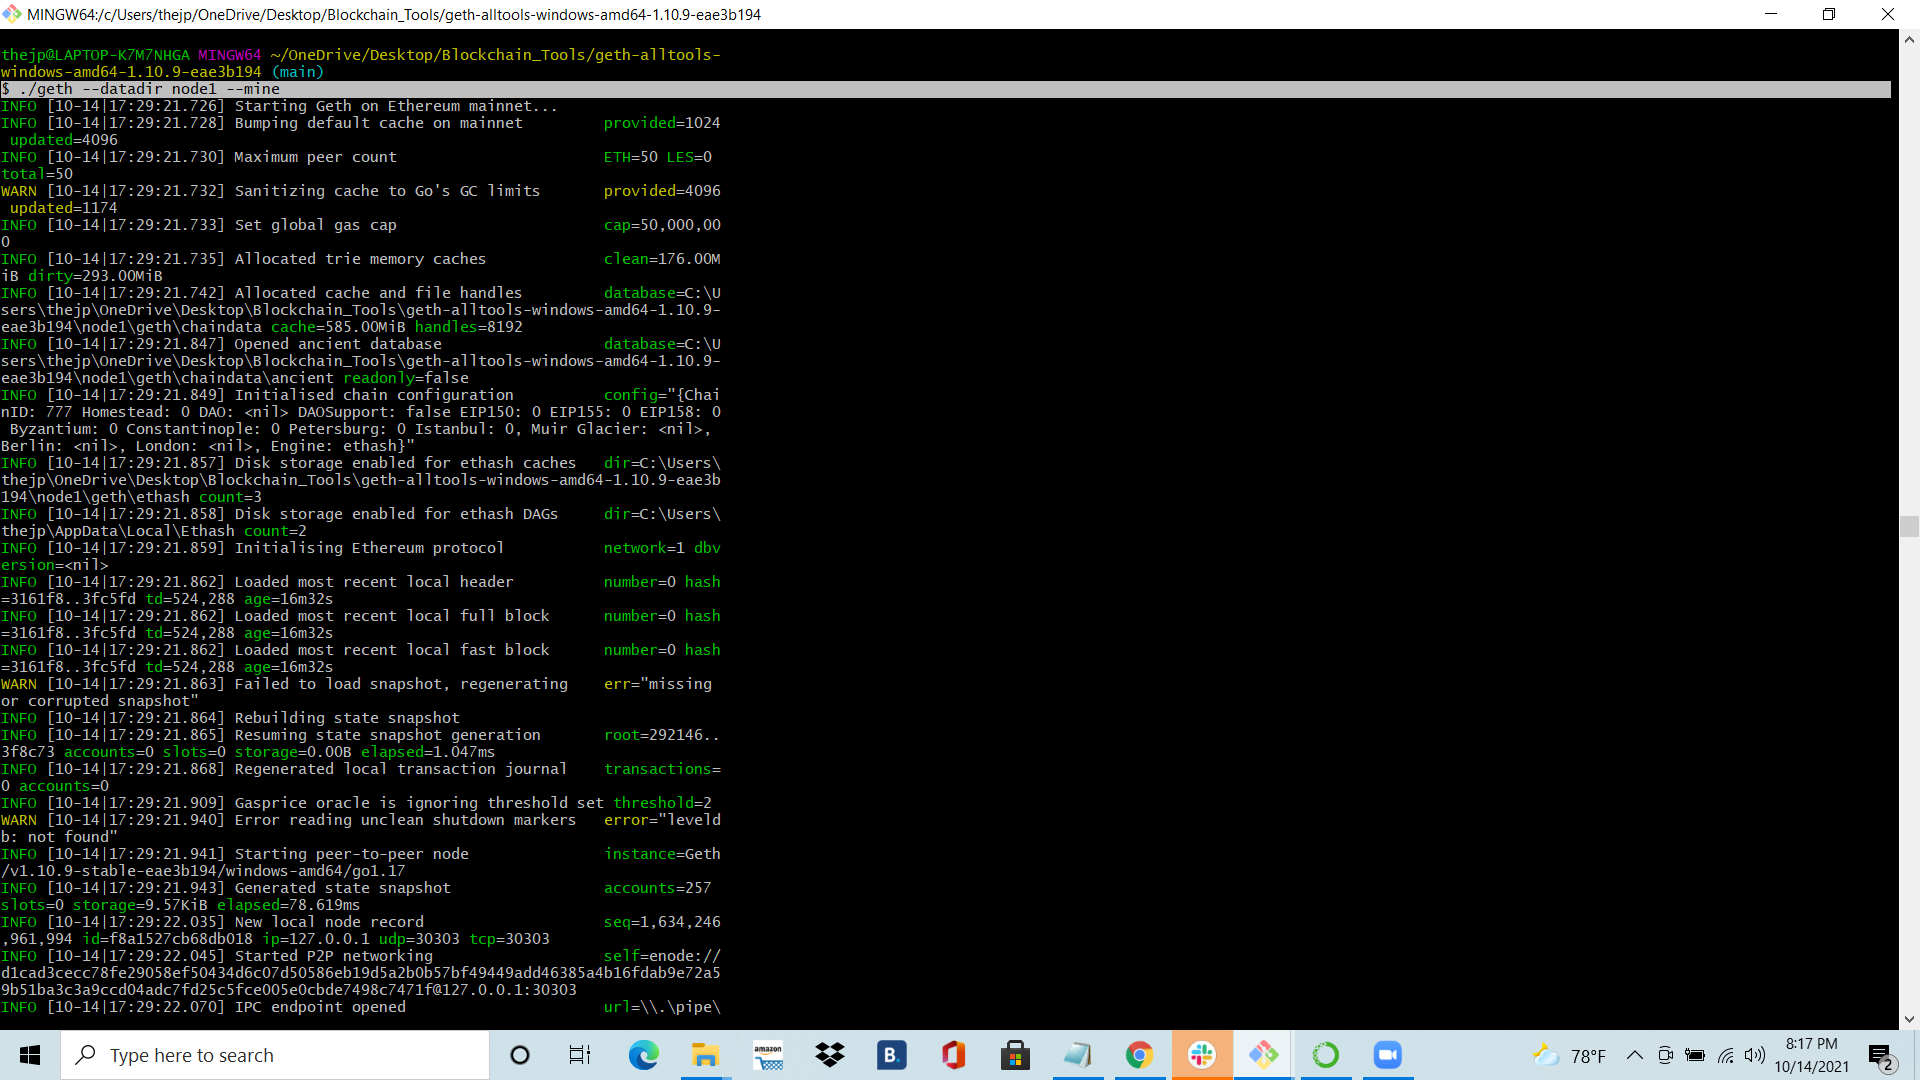 MINGW64:/c/Users/thejp/OneDrive/Desktop/Blockchain_Tools/geth-alltools-windows-amd64-1.10.9-eae3b194
thejp@LAPTOP-K7M7NHGA MINGW64 ~/OneDrive/Desktop/Blockchain_Tools/geth-alltools-
windows-amd64-1.10.9-eae3b194 (main)
$ ./geth --datadir node1 --mine
INFO [10-14|17:29:21.726] Starting Geth on Ethereum mainnet...
INFO [10-14|17:29:21.728] Bumping default cache on mainnet         provided=1024
 updated=4096
INFO [10-14|17:29:21.730] Maximum peer count                       ETH=50 LES=0
total=50
WARN [10-14|17:29:21.732] Sanitizing cache to Go's GC limits       provided=4096
 updated=1174
INFO [10-14|17:29:21.733] Set global gas cap                       cap=50,000,00
0
INFO [10-14|17:29:21.735] Allocated trie memory caches             clean=176.00M
iB dirty=293.00MiB
INFO [10-14|17:29:21.742] Allocated cache and file handles         database=C:\U
sers\thejp\OneDrive\Desktop\Blockchain_Tools\geth-alltools-windows-amd64-1.10.9-
eae3b194\node1\geth\chaindata cache=585.00MiB handles=8192
INFO [10-14|17:29:21.847] Opened ancient database                  database=C:\U
sers\thejp\OneDrive\Desktop\Blockchain_Tools\geth-alltools-windows-amd64-1.10.9-
eae3b194\node1\geth\chaindata\ancient readonly=false
INFO [10-14|17:29:21.849] Initialised chain configuration          config="{Chai
nID: 777 Homestead: 0 DAO: <nil> DAOSupport: false EIP150: 0 EIP155: 0 EIP158: 0
 Byzantium: 0 Constantinople: 0 Petersburg: 0 Istanbul: 0, Muir Glacier: <nil>,
Berlin: <nil>, London: <nil>, Engine: ethash}"
INFO [10-14|17:29:21.857] Disk storage enabled for ethash caches   dir=C:\Users\
thejp\OneDrive\Desktop\Blockchain_Tools\geth-alltools-windows-amd64-1.10.9-eae3b
194\node1\geth\ethash count=3
INFO [10-14|17:29:21.858] Disk storage enabled for ethash DAGs     dir=C:\Users\
thejp\AppData\Local\Ethash count=2
INFO [10-14|17:29:21.859] Initialising Ethereum protocol           network=1 dbv
ersion=<nil>
INFO [10-14|17:29:21.862] Loaded most recent local header          number=0 hash
=3161f8..3fc5fd td=524,288 age=16m32s
INFO [10-14|17:29:21.862] Loaded most recent local full block      number=0 hash
=3161f8..3fc5fd td=524,288 age=16m32s
INFO [10-14|17:29:21.862] Loaded most recent local fast block      number=0 hash
=3161f8..3fc5fd td=524,288 age=16m32s
WARN [10-14|17:29:21.863] Failed to load snapshot, regenerating    err="missing
or corrupted snapshot"
INFO [10-14|17:29:21.864] Rebuilding state snapshot
INFO [10-14|17:29:21.865] Resuming state snapshot generation       root=292146..
3f8c73 accounts=0 slots=0 storage=0.00B elapsed=1.047ms
INFO [10-14|17:29:21.868] Regenerated local transaction journal    transactions=
0 accounts=0
INFO [10-14|17:29:21.909] Gasprice oracle is ignoring threshold set threshold=2
WARN [10-14|17:29:21.940] Error reading unclean shutdown markers   error="leveld
b: not found"
INFO [10-14|17:29:21.941] Starting peer-to-peer node               instance=Geth
/v1.10.9-stable-eae3b194/windows-amd64/go1.17
INFO [10-14|17:29:21.943] Generated state snapshot                 accounts=257
slots=0 storage=9.57KiB elapsed=78.619ms
INFO [10-14|17:29:22.035] New local node record                    seq=1,634,246
,961,994 id=f8a1527cb68db018 ip=127.0.0.1 udp=30303 tcp=30303
INFO [10-14|17:29:22.045] Started P2P networking                   self=enode://
d1cad3cecc78fe29058ef50434d6c07d50586eb19d5a2b0b57bf49449add46385a4b16fdab9e72a5
9b51ba3c3a9ccd04adc7fd25c5fce005e0cbde7498c7471f@127.0.0.1:30303
INFO [10-14|17:29:22.070] IPC endpoint opened                      url=\\.\pipe\
Type here to search
amazon
B.
78°F
8:17 PM
10/14/2021
2